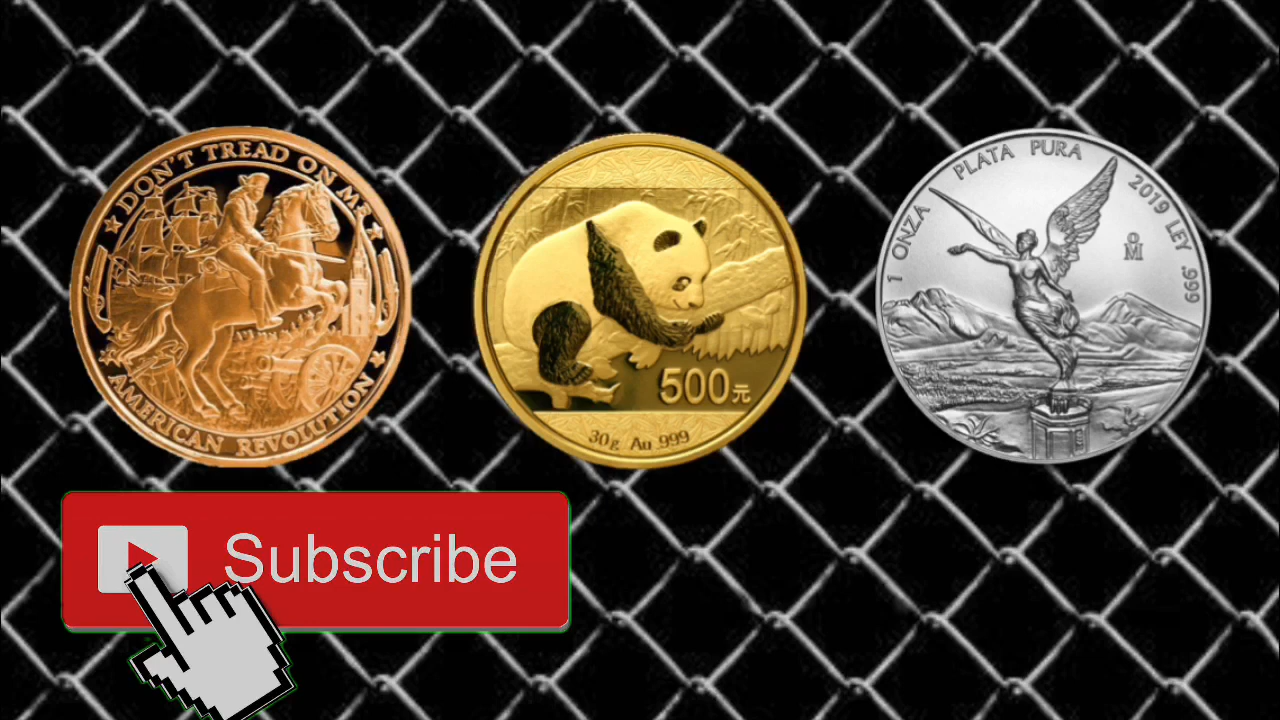 DON'T TREAD ON ME
AMERICAN REVOLUTION
500元
30g Au .999
1 ONZA PLATA PURA 2019 LEY .999
OM
Subscribe